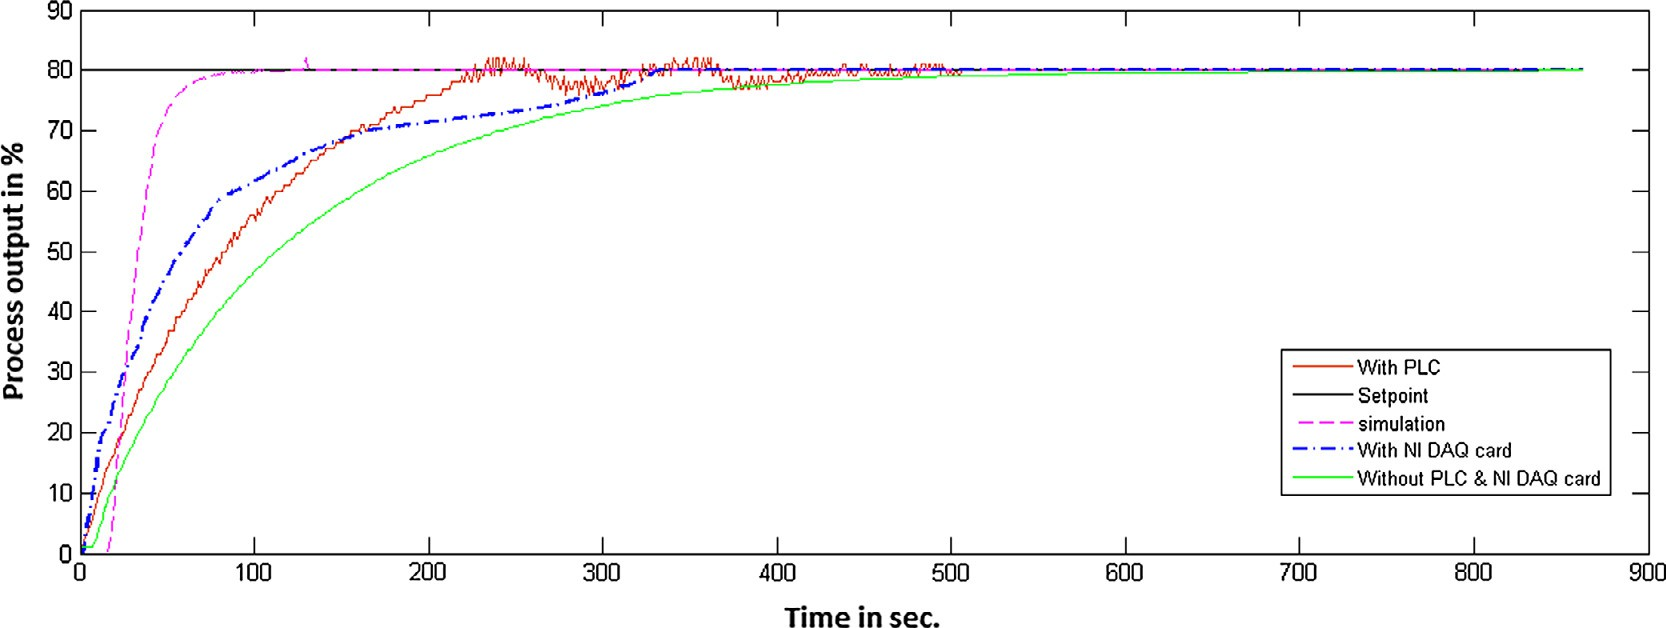 90
80
70
60
50
40
30
20
10
0
Process output in %
With PLC
Setpoint
simulation
With NI DAQ card
Without PLC & NI DAQ card
0 100 200 300 400 500 600 700 800 900
Time in sec.